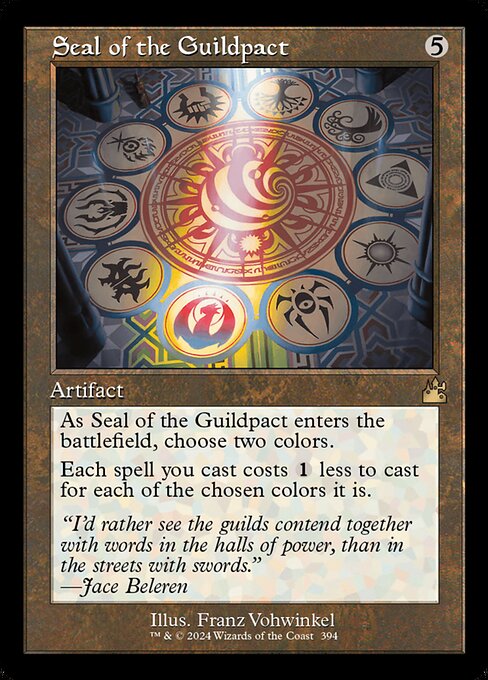 Seal of the Guildpact 5
Artifact
As Seal of the Guildpact enters the
battlefield, choose two colors.
Each spell you cast costs 1 less to cast
for each of the chosen colors it is.
“I’d rather see the guilds contend together
with words in the halls of power, than in
the streets with swords.”
—Jace Beleren
Illus. Franz Vohwinkel
™ & © 2024 Wizards of the Coast 394